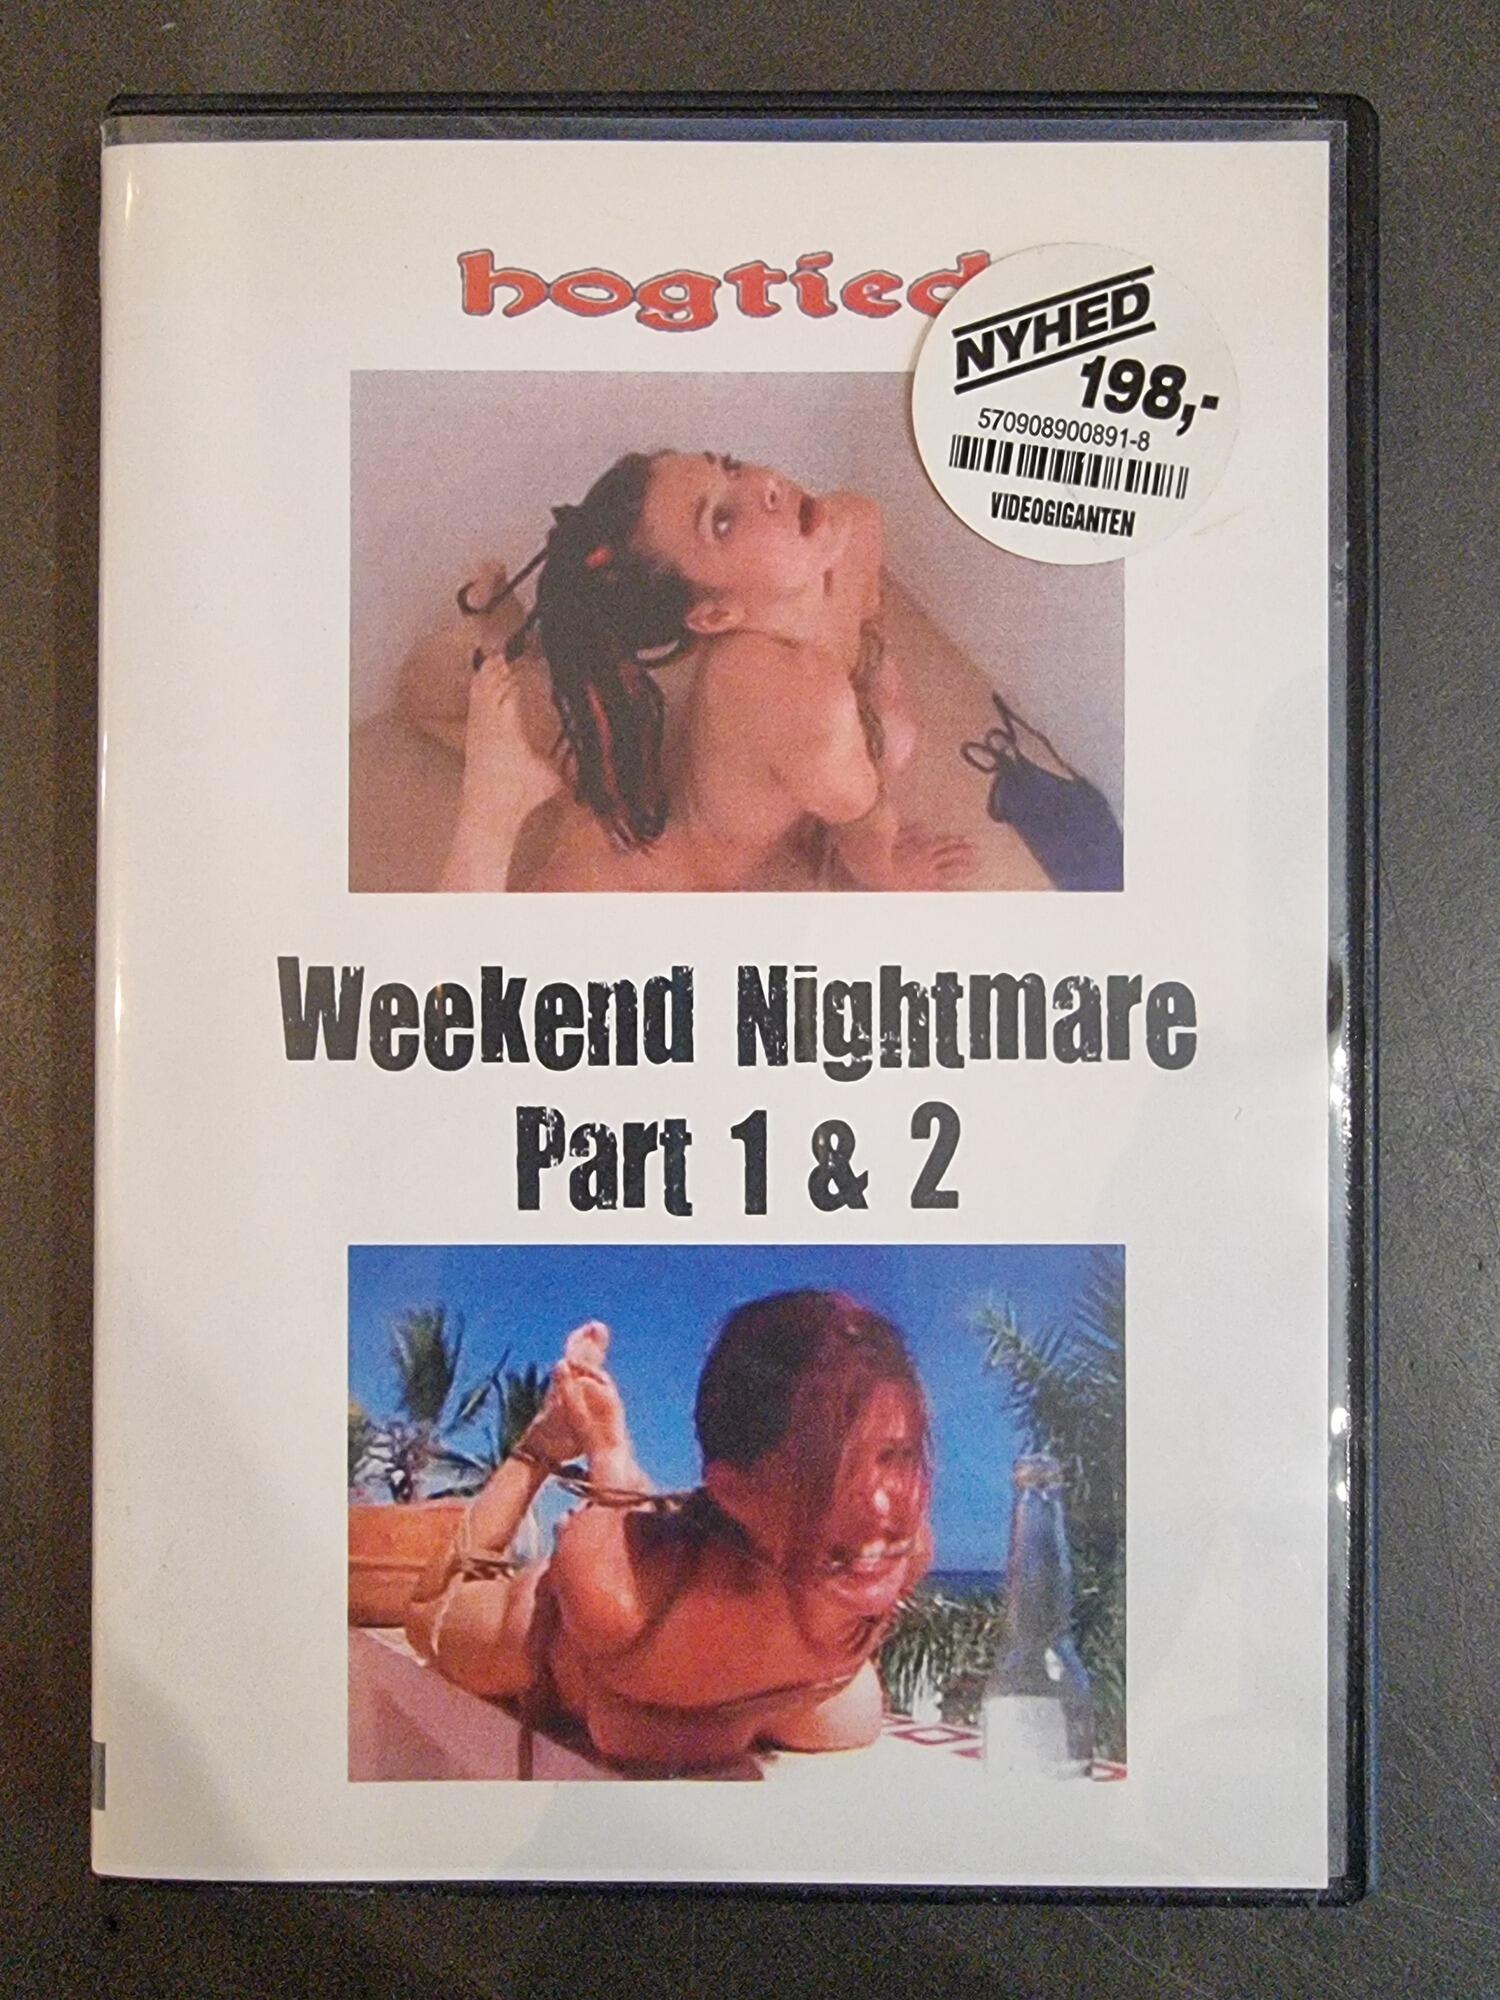 hogtied
NYHED
198,-
570908900891-8
VIDEOGIGANTEN
Weekend Nightmare
Part 1 & 2